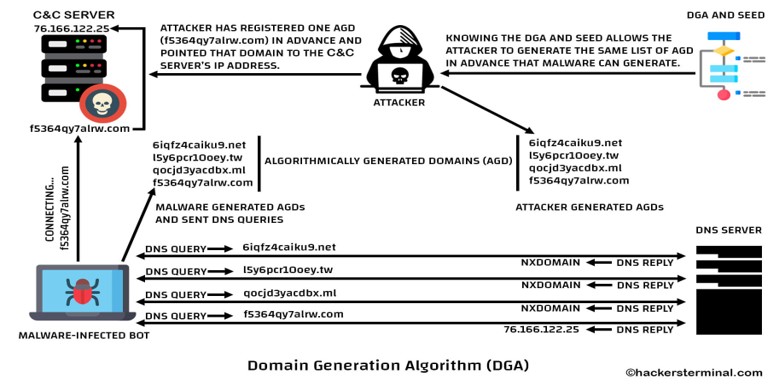 C&C SERVER
76.166.122.25
f5364qy7alrw.com
ATTACKER HAS REGISTERED ONE AGD
(f5364qy7alrw.com) IN ADVANCE AND
POINTED THAT DOMAIN TO THE C&C
SERVER'S IP ADDRESS.
ATTACKER
KNOWING THE DGA AND SEED ALLOWS THE
ATTACKER TO GENERATE THE SAME LIST OF AGD
IN ADVANCE THAT MALWARE CAN GENERATE.
DGA AND SEED
CONNECTING...
f5364qy7alrw.com
6iqfz4caiku9.net
l5y6pcr10oey.tw
qocjd3yacdbx.ml
f5364qy7alrw.com
MALWARE GENERATED AGDs
AND SENT DNS QUERIES
ALGORITHMICALLY GENERATED DOMAINS (AGD)
6iqfz4caiku9.net
l5y6pcr10oey.tw
qocjd3yacdbx.ml
f5364qy7alrw.com
ATTACKER GENERATED AGDs
DNS SERVER
DNS QUERY 6iqfz4caiku9.net
NXDOMAIN DNS REPLY
DNS QUERY l5y6pcr10oey.tw
NXDOMAIN DNS REPLY
DNS QUERY qocjd3yacdbx.ml
NXDOMAIN DNS REPLY
DNS QUERY f5364qy7alrw.com
76.166.122.25 DNS REPLY
MALWARE-INFECTED BOT
Domain Generation Algorithm (DGA)
©hackersterminal.com